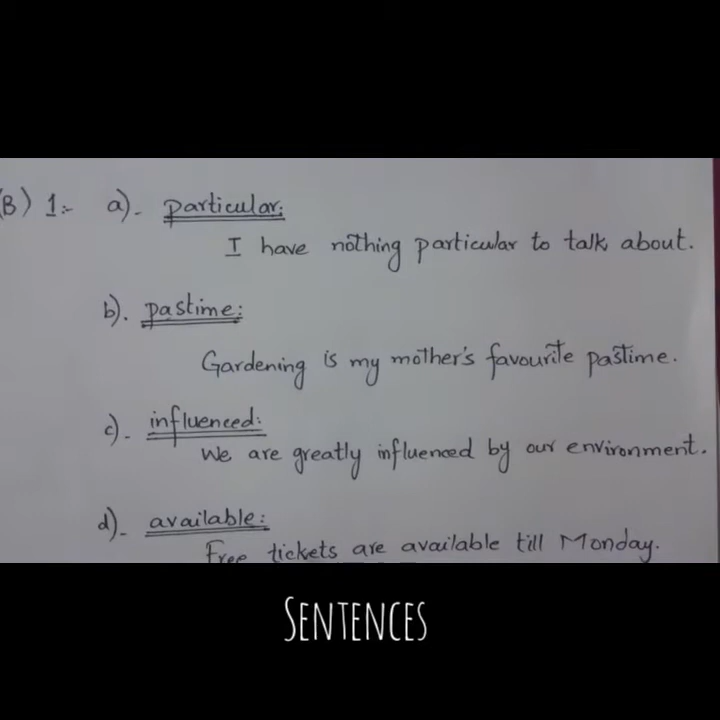 (B) 1:- a)- particular:
I have nothing particular to talk about.
b). pastime:
Gardening is my mother's favourite pastime.
c)- influenced:
We are greatly influenced by our environment.
d)- available:
Free tickets are available till Monday.
SENTENCES